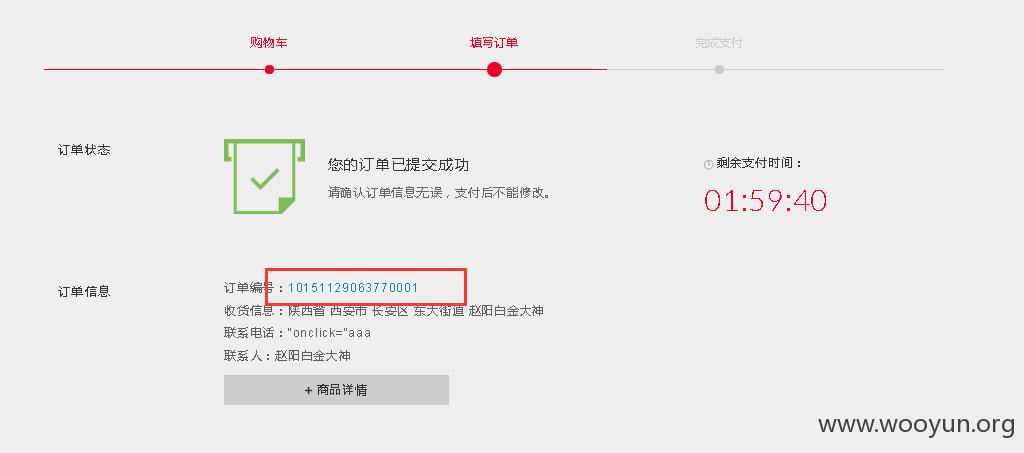 购物车
填写订单
完成支付
订单状态
您的订单已提交成功
请确认订单信息无误，支付后不能修改。
剩余支付时间：
01:59:40
订单信息
订单编号：10151129063770001
收货信息：陕西省 西安市 长安区 东大街道 赵阳白金大神
联系电话："onclick="aaa
联系人：赵阳白金大神
+ 商品详情
www.wooyun.org